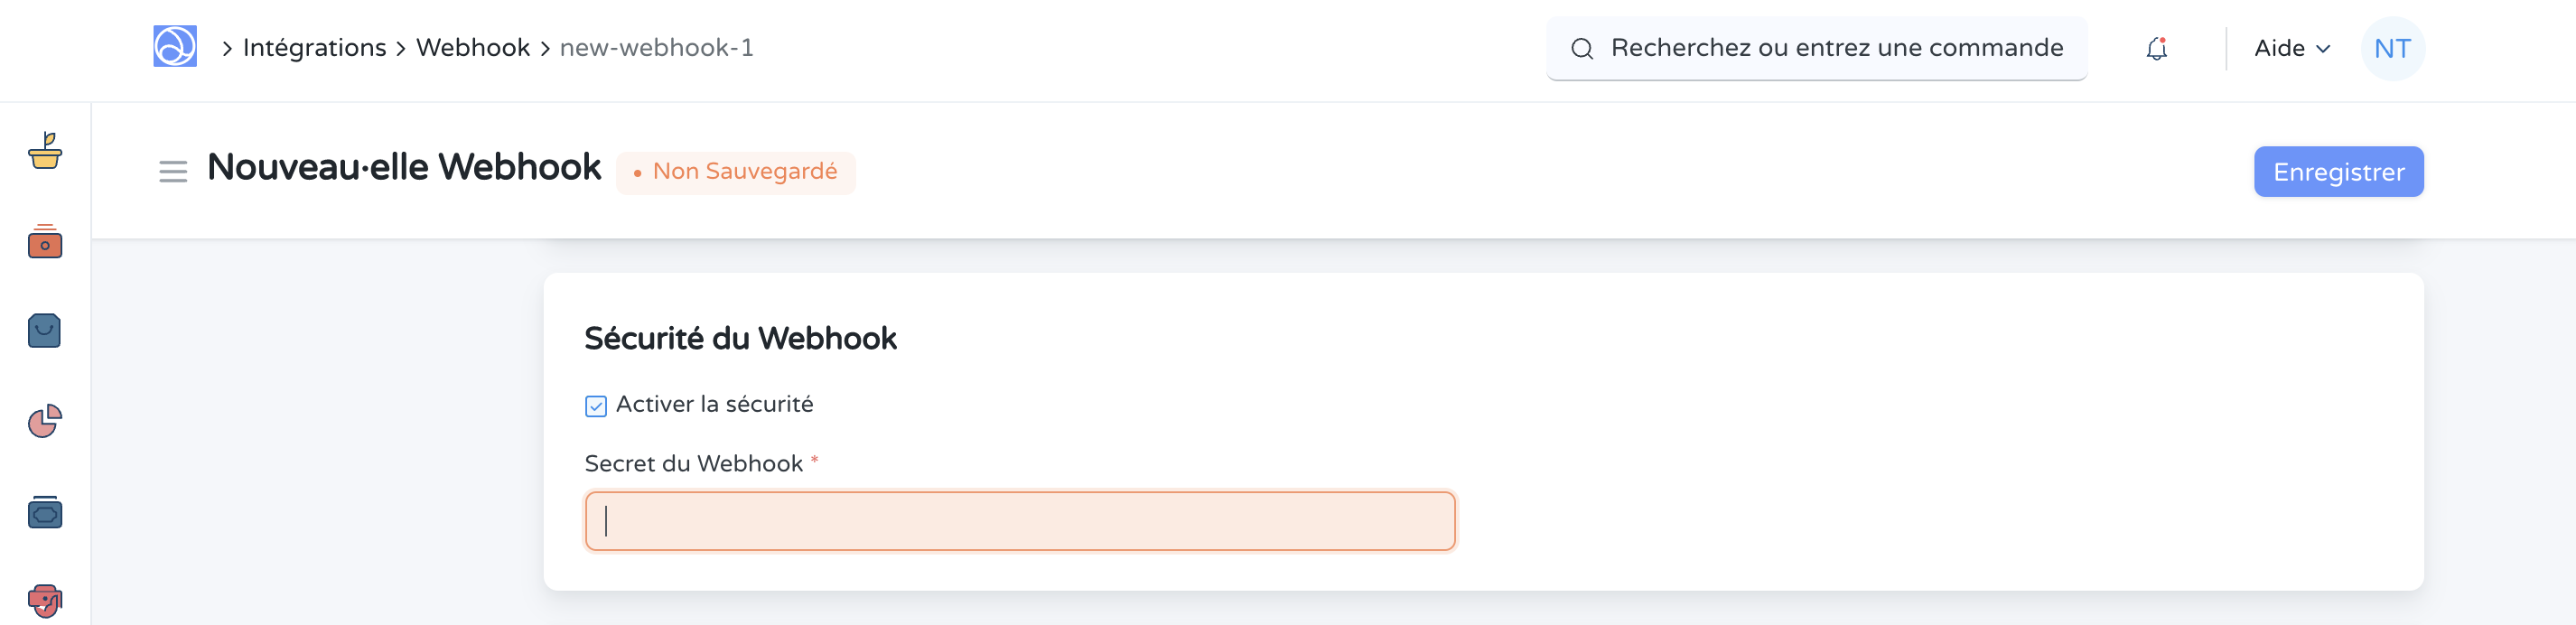 Intégrations Webhook new-webhook-1
Recherchez ou entrez une commande
Aide
NT
Nouveau·elle Webhook
• Non Sauvegardé
Enregistrer
Sécurité du Webhook
Activer la sécurité
Secret du Webhook *